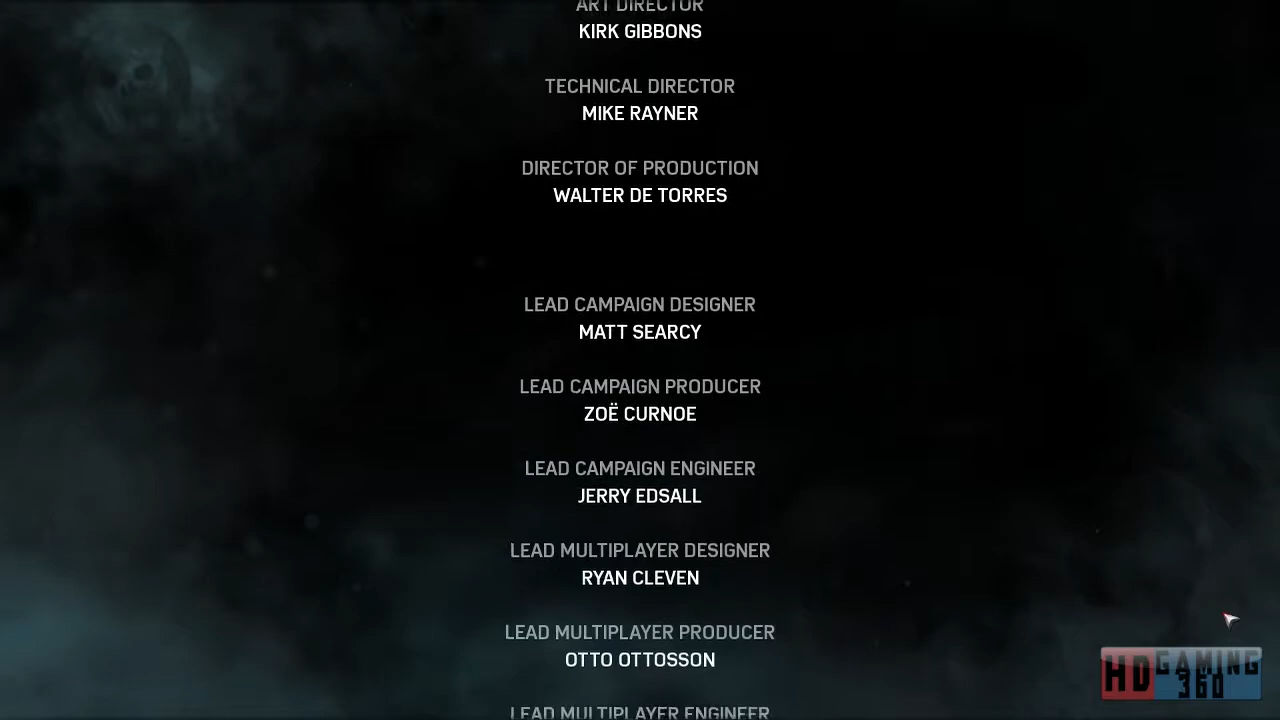 ART DIRECTOR
KIRK GIBBONS
TECHNICAL DIRECTOR
MIKE RAYNER
DIRECTOR OF PRODUCTION
WALTER DE TORRES
LEAD CAMPAIGN DESIGNER
MATT SEARCY
LEAD CAMPAIGN PRODUCER
ZOË CURNOE
LEAD CAMPAIGN ENGINEER
JERRY EDSALL
LEAD MULTIPLAYER DESIGNER
RYAN CLEVEN
LEAD MULTIPLAYER PRODUCER
OTTO OTTOSSON
LEAD MULTIPLAYER ENGINEER
HD GAMING
360